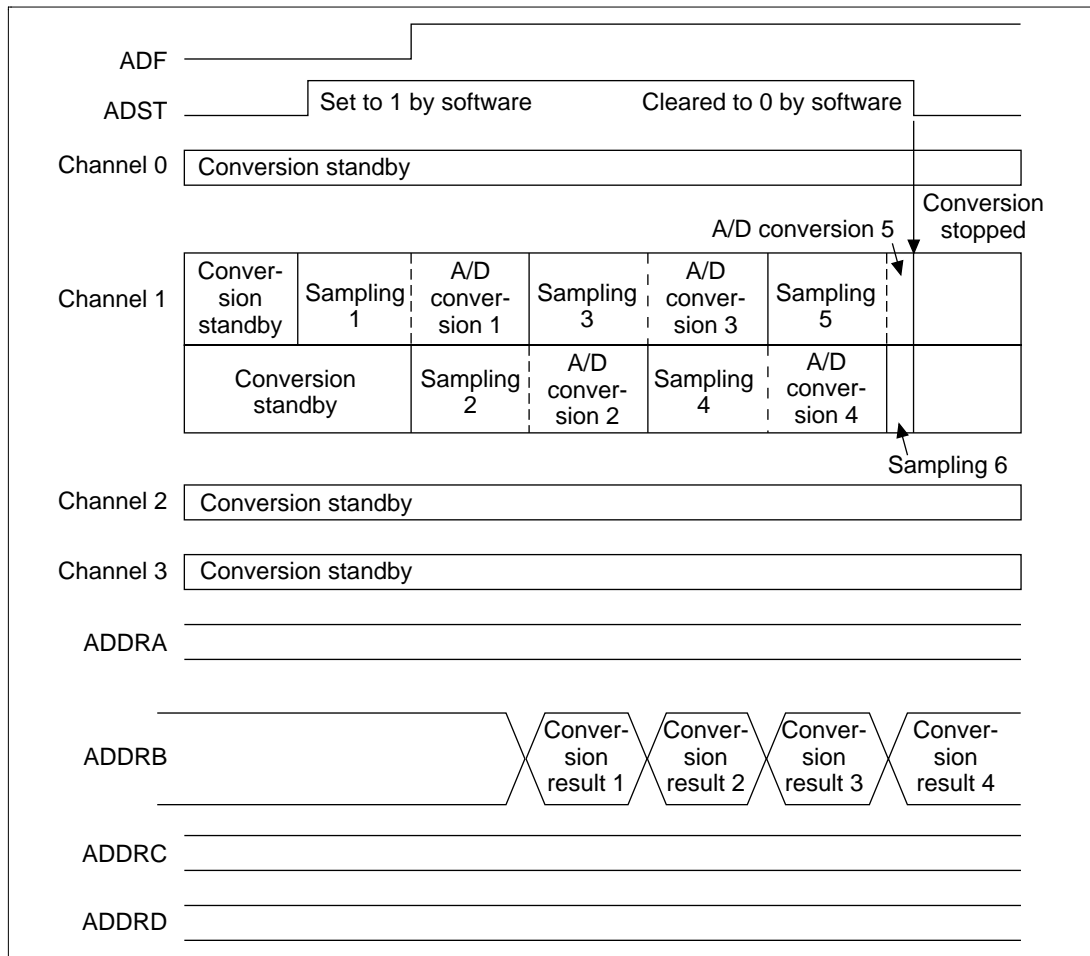 ADF
ADST
Set to 1 by software
Cleared to 0 by software
Channel 0
Conversion standby
Conversion
stopped
A/D conversion 5
Channel 1
Conver-
sion
standby
Sampling
1
A/D
conver-
sion 1
Sampling
3
A/D
conver-
sion 3
Sampling
5
Conversion
standby
Sampling
2
A/D
conver-
sion 2
Sampling
4
A/D
conver-
sion 4
Sampling 6
Channel 2
Conversion standby
Channel 3
Conversion standby
ADDRA
ADDRB
Conver-
sion
result 1
Conver-
sion
result 2
Conver-
sion
result 3
Conver-
sion
result 4
ADDRC
ADDRD